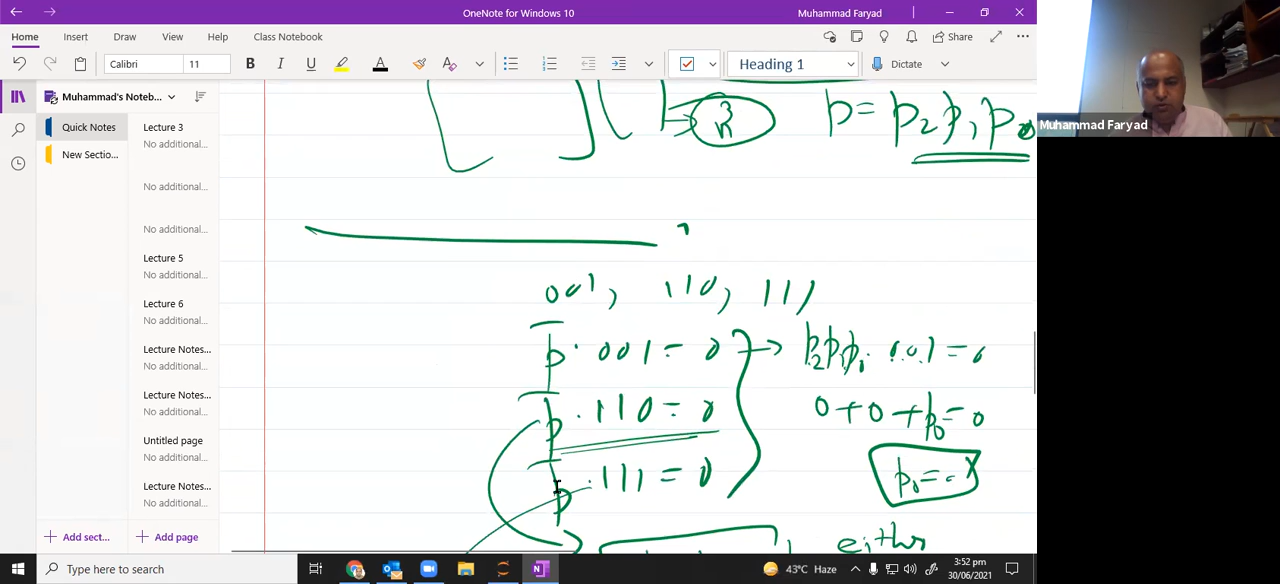 OneNote for Windows 10
Muhammad Faryad
Home Insert Draw View Help Class Notebook
Share
Calibri 11 B I U A Heading 1 Dictate
Muhammad's Noteb...
Quick Notes
New Sectio...
Lecture 3
No additional...
No additional...
No additional...
Lecture 5
No additional...
Lecture 6
No additional...
Lecture Notes...
No additional...
Lecture Notes...
No additional...
Untitled page
No additional...
Lecture Notes...
No additional...
Add sect...
Add page
p = p2 p1 p0
001, 110, 111,
p · 001 = 0
p · 110 = 0
0 + 0 + p0 = 0
p · 111 = 0
either
Muhammad Faryad
Type here to search
43°C Haze
3:52 pm
30/06/2021